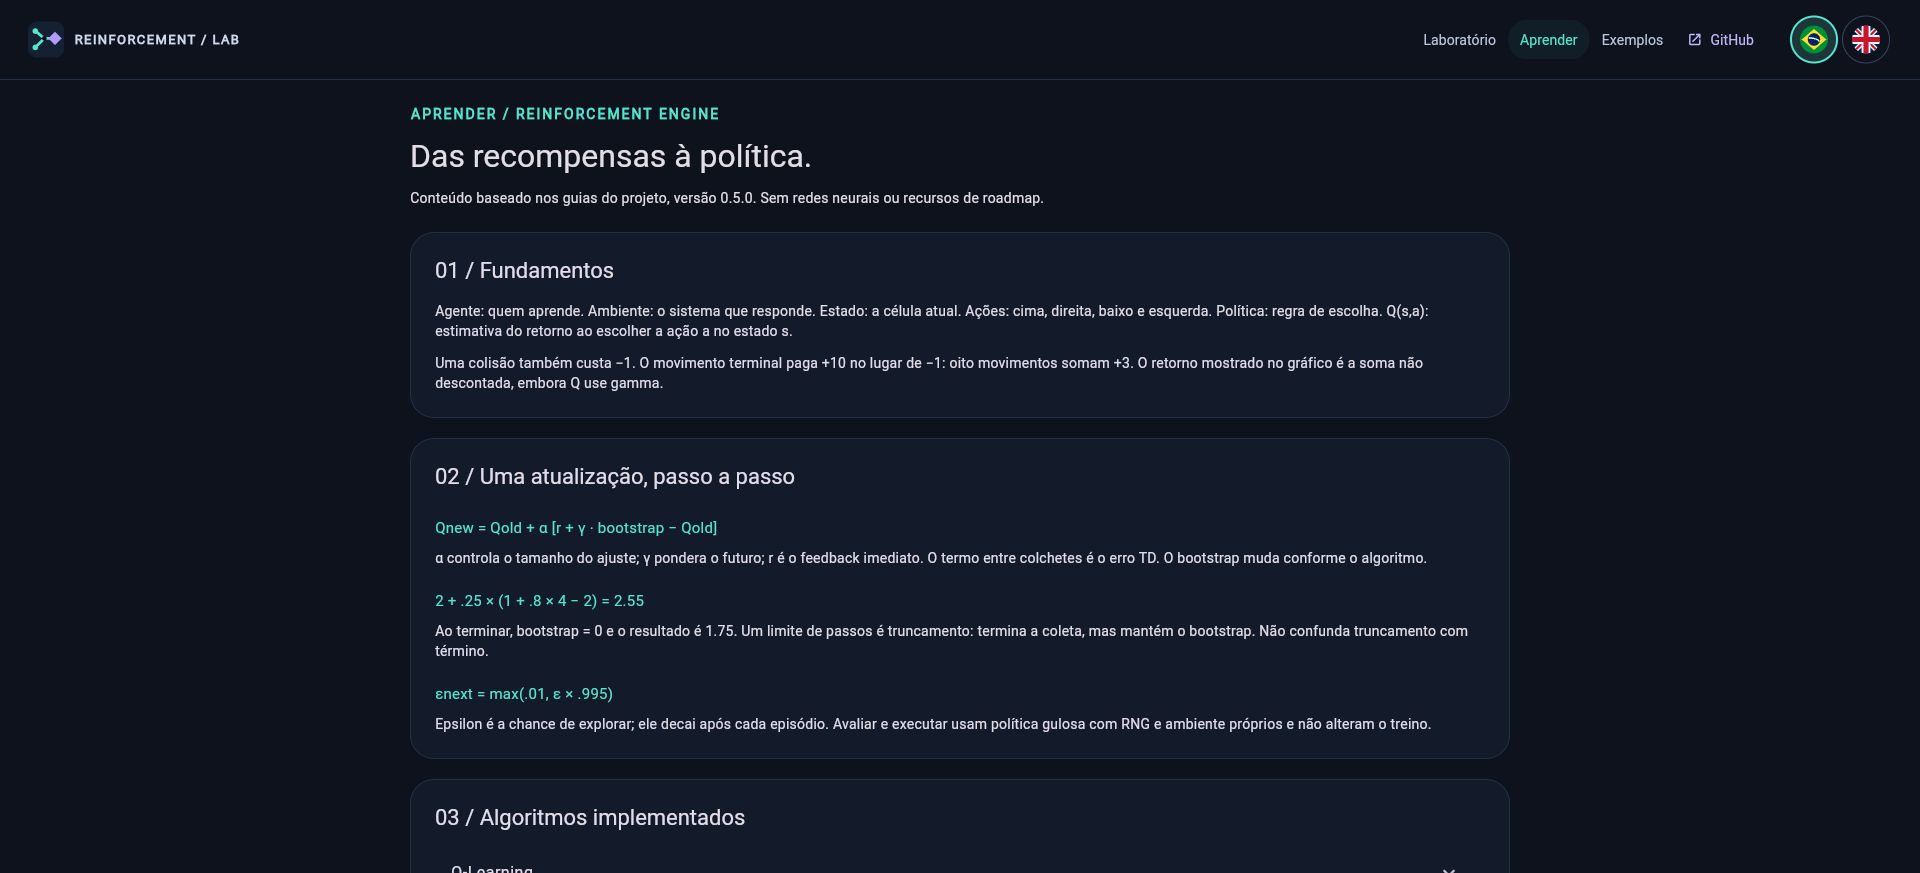 REINFORCEMENT / LAB
Laboratório
Aprender
Exemplos
GitHub
APRENDER / REINFORCEMENT ENGINE
Das recompensas à política.
Conteúdo baseado nos guias do projeto, versão 0.5.0. Sem redes neurais ou recursos de roadmap.
01 / Fundamentos
Agente: quem aprende. Ambiente: o sistema que responde. Estado: a célula atual. Ações: cima, direita, baixo e esquerda. Política: regra de escolha. Q(s,a):
estimativa do retorno ao escolher a ação a no estado s.
Uma colisão também custa −1. O movimento terminal paga +10 no lugar de −1: oito movimentos somam +3. O retorno mostrado no gráfico é a soma não
descontada, embora Q use gamma.
02 / Uma atualização, passo a passo
Qnew = Qold + α [r + γ · bootstrap − Qold]
α controla o tamanho do ajuste; γ pondera o futuro; r é o feedback imediato. O termo entre colchetes é o erro TD. O bootstrap muda conforme o algoritmo.
2 + .25 × (1 + .8 × 4 − 2) = 2.55
Ao terminar, bootstrap = 0 e o resultado é 1.75. Um limite de passos é truncamento: termina a coleta, mas mantém o bootstrap. Não confunda truncamento com
término.
εnext = max(.01, ε × .995)
Epsilon é a chance de explorar; ele decai após cada episódio. Avaliar e executar usam política gulosa com RNG e ambiente próprios e não alteram o treino.
03 / Algoritmos implementados
Q-Learning